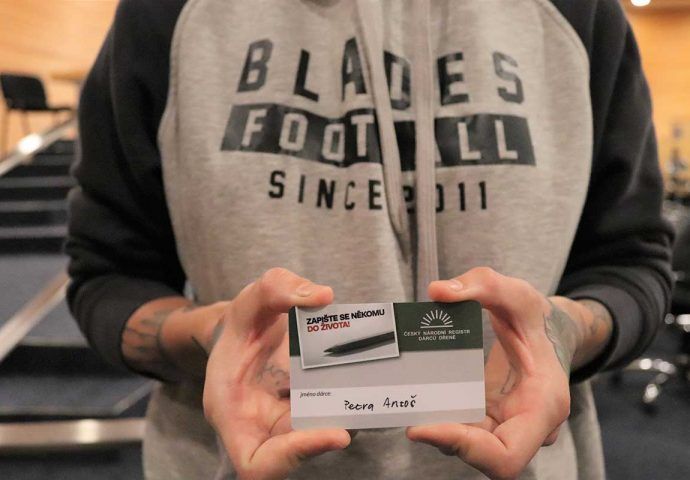 BLADES
FOOTBALL
SINCE 2011
ZAPIŠTE SE NĚKOMU
DO ŽIVOTA!
ČESKÝ NÁRODNÍ REGISTR
DÁRCŮ DŘENĚ
jméno dárce:
Petra Antoš